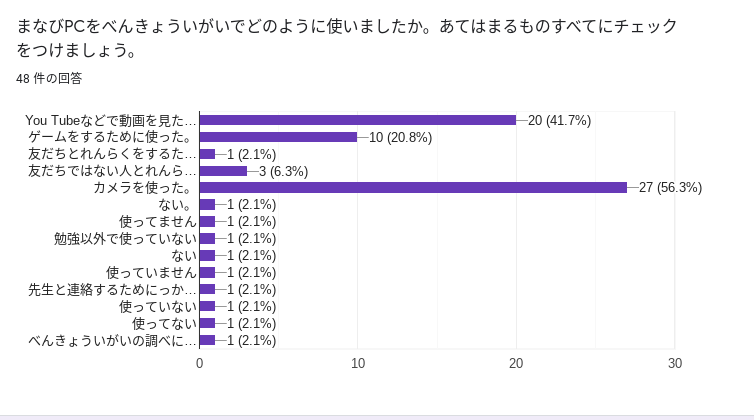 まなびPCをべんきょういがいでどのように使いましたか。あてはまるものすべてにチェック
をつけましょう。
48 件の回答
You Tubeなどで動画を見た… 20 (41.7%)
ゲームをするために使った。 10 (20.8%)
友だちとれんらくをするた… 1 (2.1%)
友だちではない人とれんら… 3 (6.3%)
カメラを使った。 27 (56.3%)
ない。 1 (2.1%)
使ってません 1 (2.1%)
勉強以外で使っていない 1 (2.1%)
ない 1 (2.1%)
使っていません 1 (2.1%)
先生と連絡するためにっか… 1 (2.1%)
使っていない 1 (2.1%)
使ってない 1 (2.1%)
べんきょういがいの調べに… 1 (2.1%)
0 10 20 30